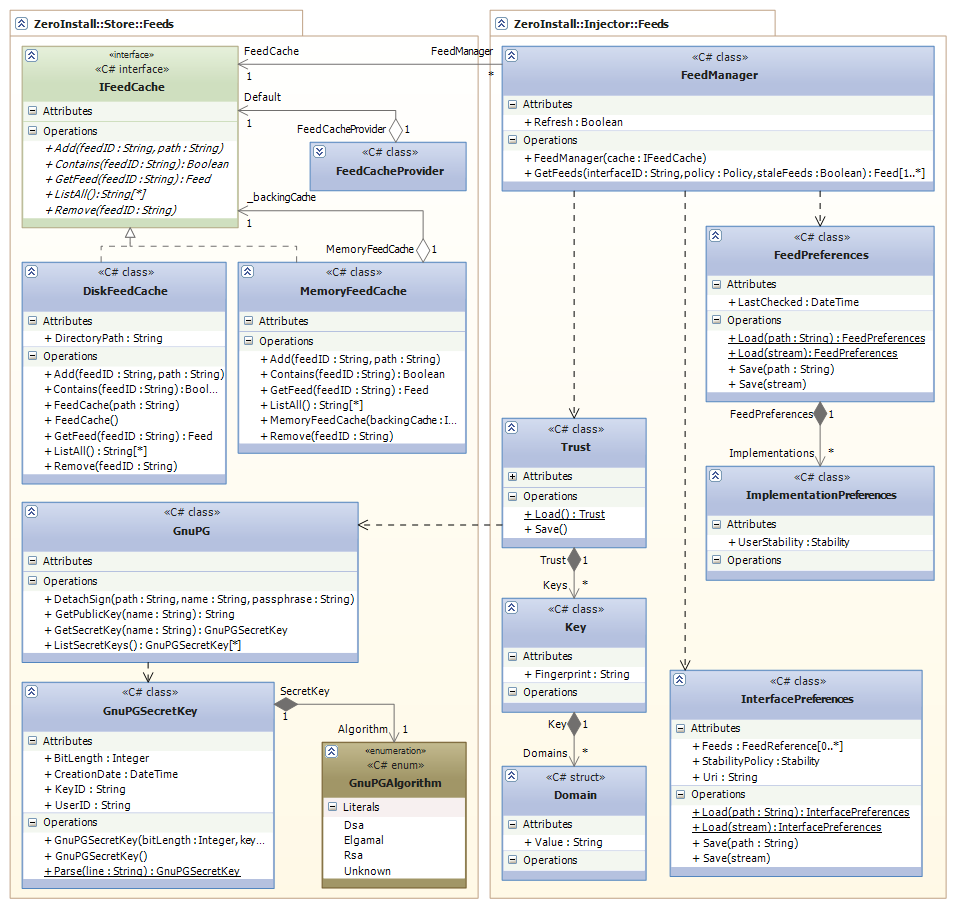 ZeroInstall::Store::Feeds
«interface»
«C# interface»
IFeedCache
Attributes
Operations
+ Add(feedID : String, path : String)
+ Contains(feedID : String) : Boolean
+ GetFeed(feedID : String) : Feed
+ ListAll() : String[*]
+ Remove(feedID : String)
FeedCache
1
FeedManager
*
Default
1
FeedCacheProvider
1
«C# class»
FeedCacheProvider
_backingCache
1
MemoryFeedCache
1
«C# class»
DiskFeedCache
Attributes
+ DirectoryPath : String
Operations
+ Add(feedID : String, path : String)
+ Contains(feedID : String) : Bool...
+ FeedCache(path : String)
+ FeedCache()
+ GetFeed(feedID : String) : Feed
+ ListAll() : String[*]
+ Remove(feedID : String)
«C# class»
MemoryFeedCache
Attributes
Operations
+ Add(feedID : String, path : String)
+ Contains(feedID : String) : Boolean
+ GetFeed(feedID : String) : Feed
+ ListAll() : String[*]
+ MemoryFeedCache(backingCache : I...
+ Remove(feedID : String)
«C# class»
GnuPG
Attributes
Operations
+ DetachSign(path : String, name : String, passphrase : String)
+ GetPublicKey(name : String) : String
+ GetSecretKey(name : String) : GnuPGSecretKey
+ ListSecretKeys() : GnuPGSecretKey[*]
«C# class»
GnuPGSecretKey
Attributes
+ BitLength : Integer
+ CreationDate : DateTime
+ KeyID : String
+ UserID : String
Operations
+ GnuPGSecretKey(bitLength : Integer, key...
+ GnuPGSecretKey()
+ Parse(line : String) : GnuPGSecretKey
SecretKey
1
Algorithm
1
«enumeration»
«C# enum»
GnuPGAlgorithm
Literals
Dsa
Elgamal
Rsa
Unknown
ZeroInstall::Injector::Feeds
«C# class»
FeedManager
Attributes
+ Refresh : Boolean
Operations
+ FeedManager(cache : IFeedCache)
+ GetFeeds(interfaceID : String, policy : Policy, staleFeeds : Boolean) : Feed[1..*]
«C# class»
FeedPreferences
Attributes
+ LastChecked : DateTime
Operations
+ Load(path : String) : FeedPreferences
+ Load(stream) : FeedPreferences
+ Save(path : String)
+ Save(stream)
FeedPreferences
1
Implementations
*
«C# class»
ImplementationPreferences
Attributes
+ UserStability : Stability
Operations
«C# class»
Trust
Attributes
Operations
+ Load() : Trust
+ Save()
Trust
1
Keys
*
«C# class»
Key
Attributes
+ Fingerprint : String
Operations
Key
1
Domains
*
«C# struct»
Domain
Attributes
+ Value : String
Operations
«C# class»
InterfacePreferences
Attributes
+ Feeds : FeedReference[0..*]
+ StabilityPolicy : Stability
+ Uri : String
Operations
+ Load(path : String) : InterfacePreferences
+ Load(stream) : InterfacePreferences
+ Save(path : String)
+ Save(stream)